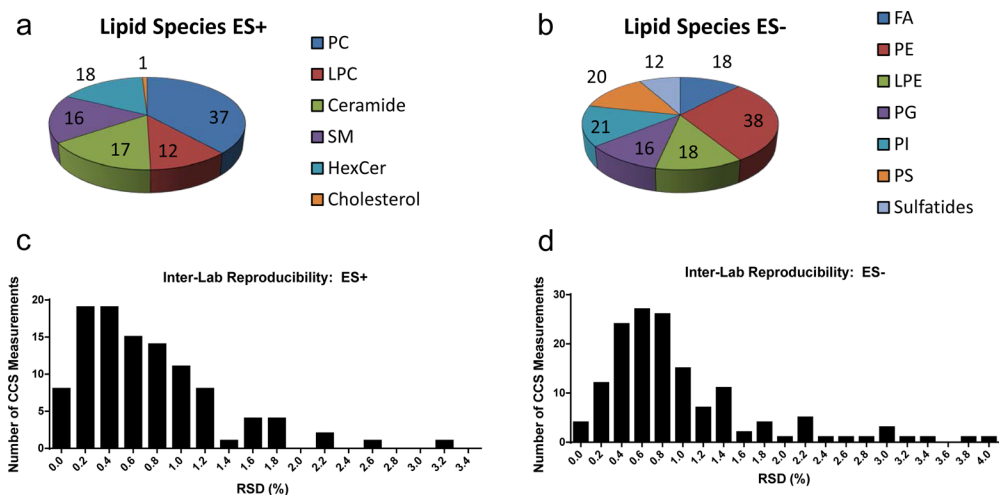 a
Lipid Species ES+
1
18
16
37
17
12
PC
LPC
Ceramide
SM
HexCer
Cholesterol
b
Lipid Species ES-
12
18
20
21
38
16
18
FA
PE
LPE
PG
PI
PS
Sulfatides
c
Inter-Lab Reproducibility: ES+
Number of CCS Measurements
20
15
10
5
0
0.0 0.2 0.4 0.6 0.8 1.0 1.2 1.4 1.6 1.8 2.0 2.2 2.4 2.6 2.8 3.0 3.2 3.4
RSD (%)
d
Inter-Lab Reproducibility: ES-
Number of CCS Measurements
30
20
10
0
0.0 0.2 0.4 0.6 0.8 1.0 1.2 1.4 1.6 1.8 2.0 2.2 2.4 2.6 2.8 3.0 3.2 3.4 3.6 3.8 4.0
RSD (%)